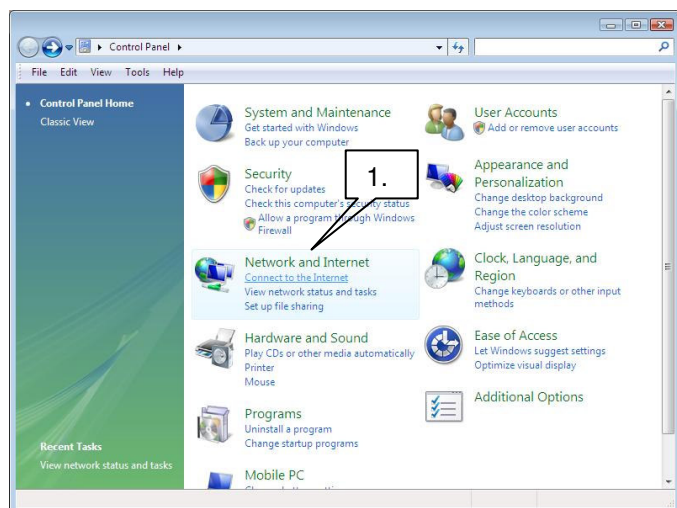 Control Panel
File Edit View Tools Help
Control Panel Home
Classic View
Recent Tasks
View network status and tasks
System and Maintenance
Get started with Windows
Back up your computer
Security
Check for updates
Check this computer's security status
Allow a program through Windows
Firewall
1.
Network and Internet
Connect to the Internet
View network status and tasks
Set up file sharing
Hardware and Sound
Play CDs or other media automatically
Printer
Mouse
Programs
Uninstall a program
Change startup programs
Mobile PC
User Accounts
Add or remove user accounts
Appearance and
Personalization
Change desktop background
Change the color scheme
Adjust screen resolution
Clock, Language, and
Region
Change keyboards or other input
methods
Ease of Access
Let Windows suggest settings
Optimize visual display
Additional Options